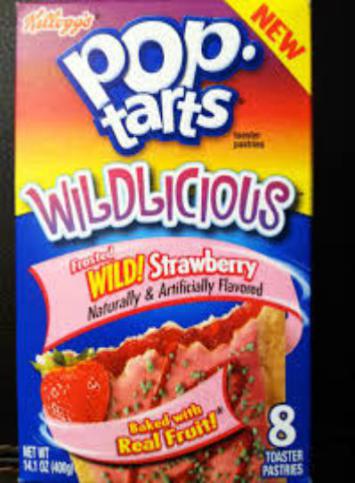 Kellogg's
NEW
pop·
tarts
toaster
pastries
WILDLICIOUS
Frosted
WILD! Strawberry
Naturally & Artificially Flavored
Baked with
Real Fruit!
8
TOASTER
PASTRIES
NET WT
14.1 OZ (400g)